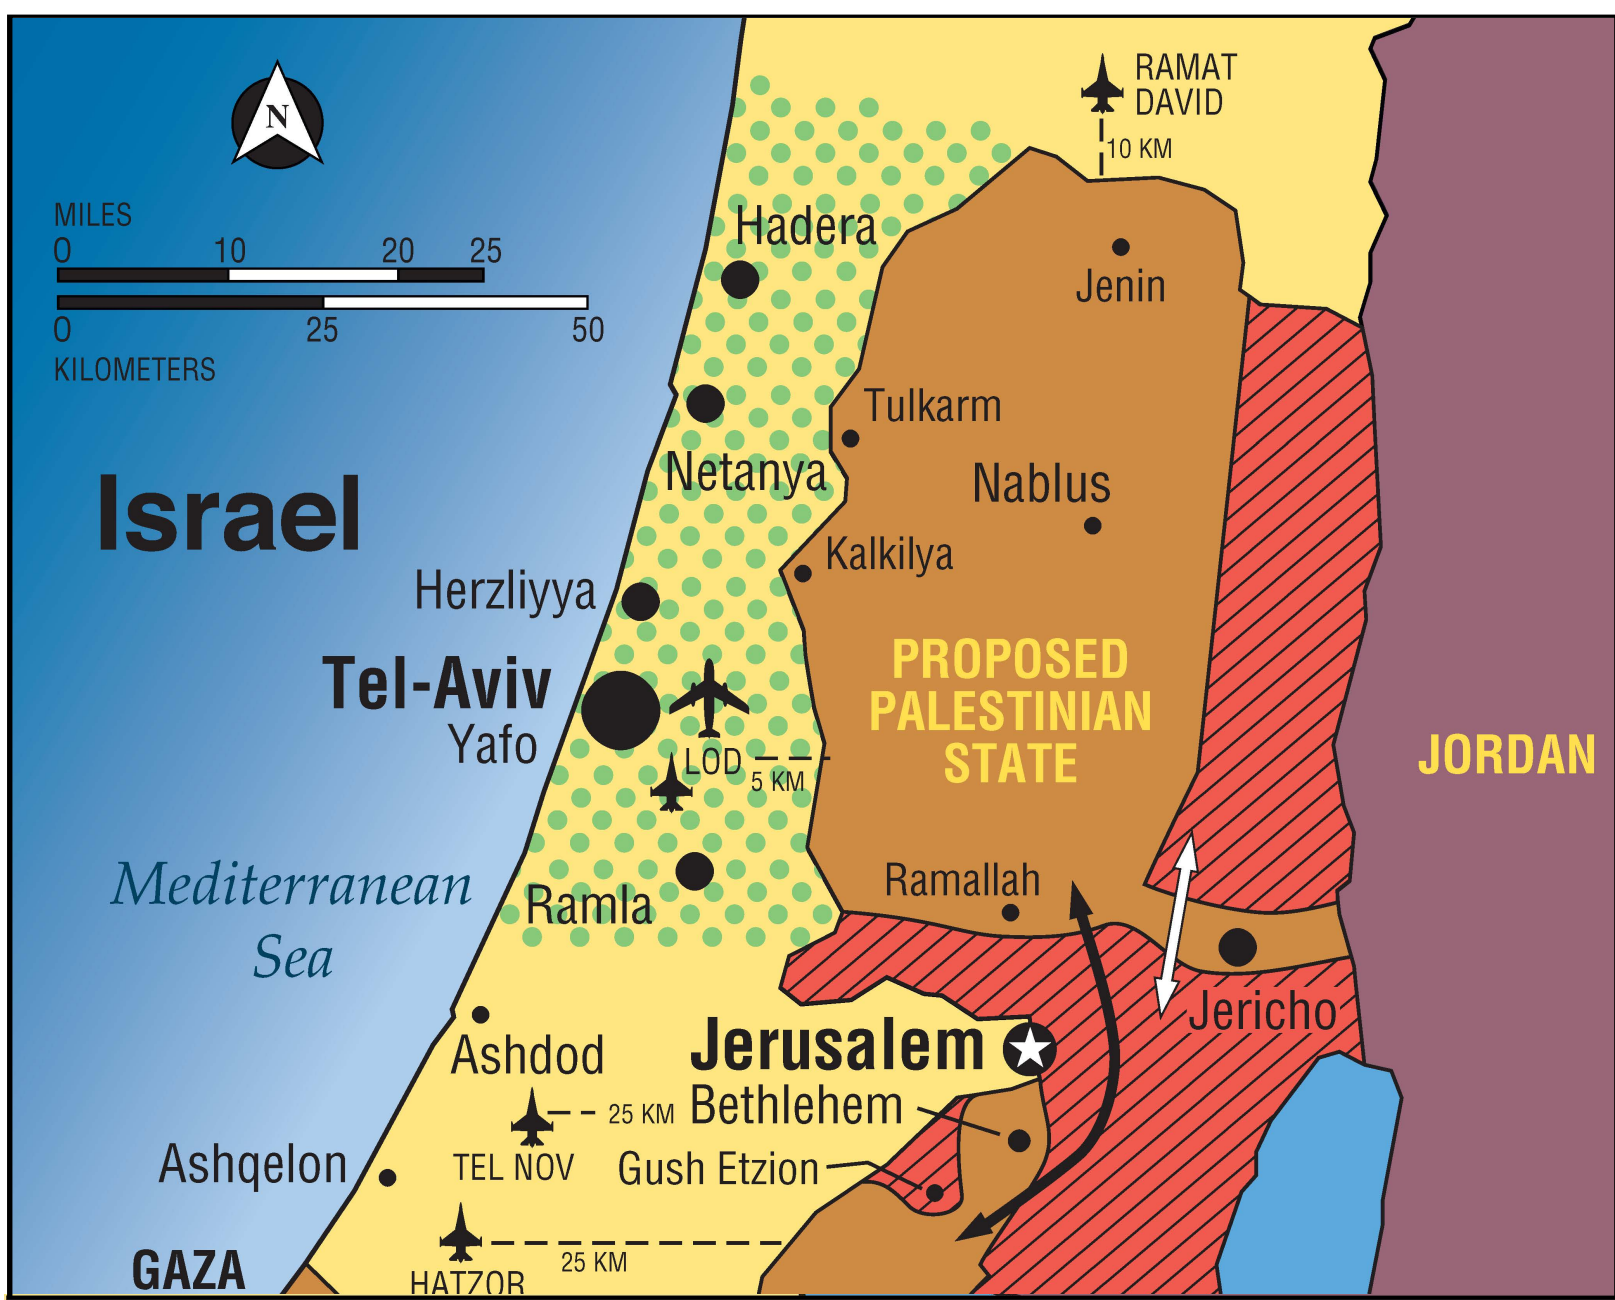 RAMAT
DAVID
10 KM
N
MILES
0 10 20 25
0 25 50
KILOMETERS
Hadera
Jenin
Tulkarm
Netanya
Nablus
Israel
Kalkilya
Herzliyya
PROPOSED
PALESTINIAN
STATE
Tel-Aviv
Yafo
LOD
5 KM
JORDAN
Ramallah
Ramla
Mediterranean
Sea
Jericho
Ashdod
Jerusalem
Bethlehem
25 KM
TEL NOV
Gush Etzion
Ashqelon
25 KM
GAZA
HATZOR